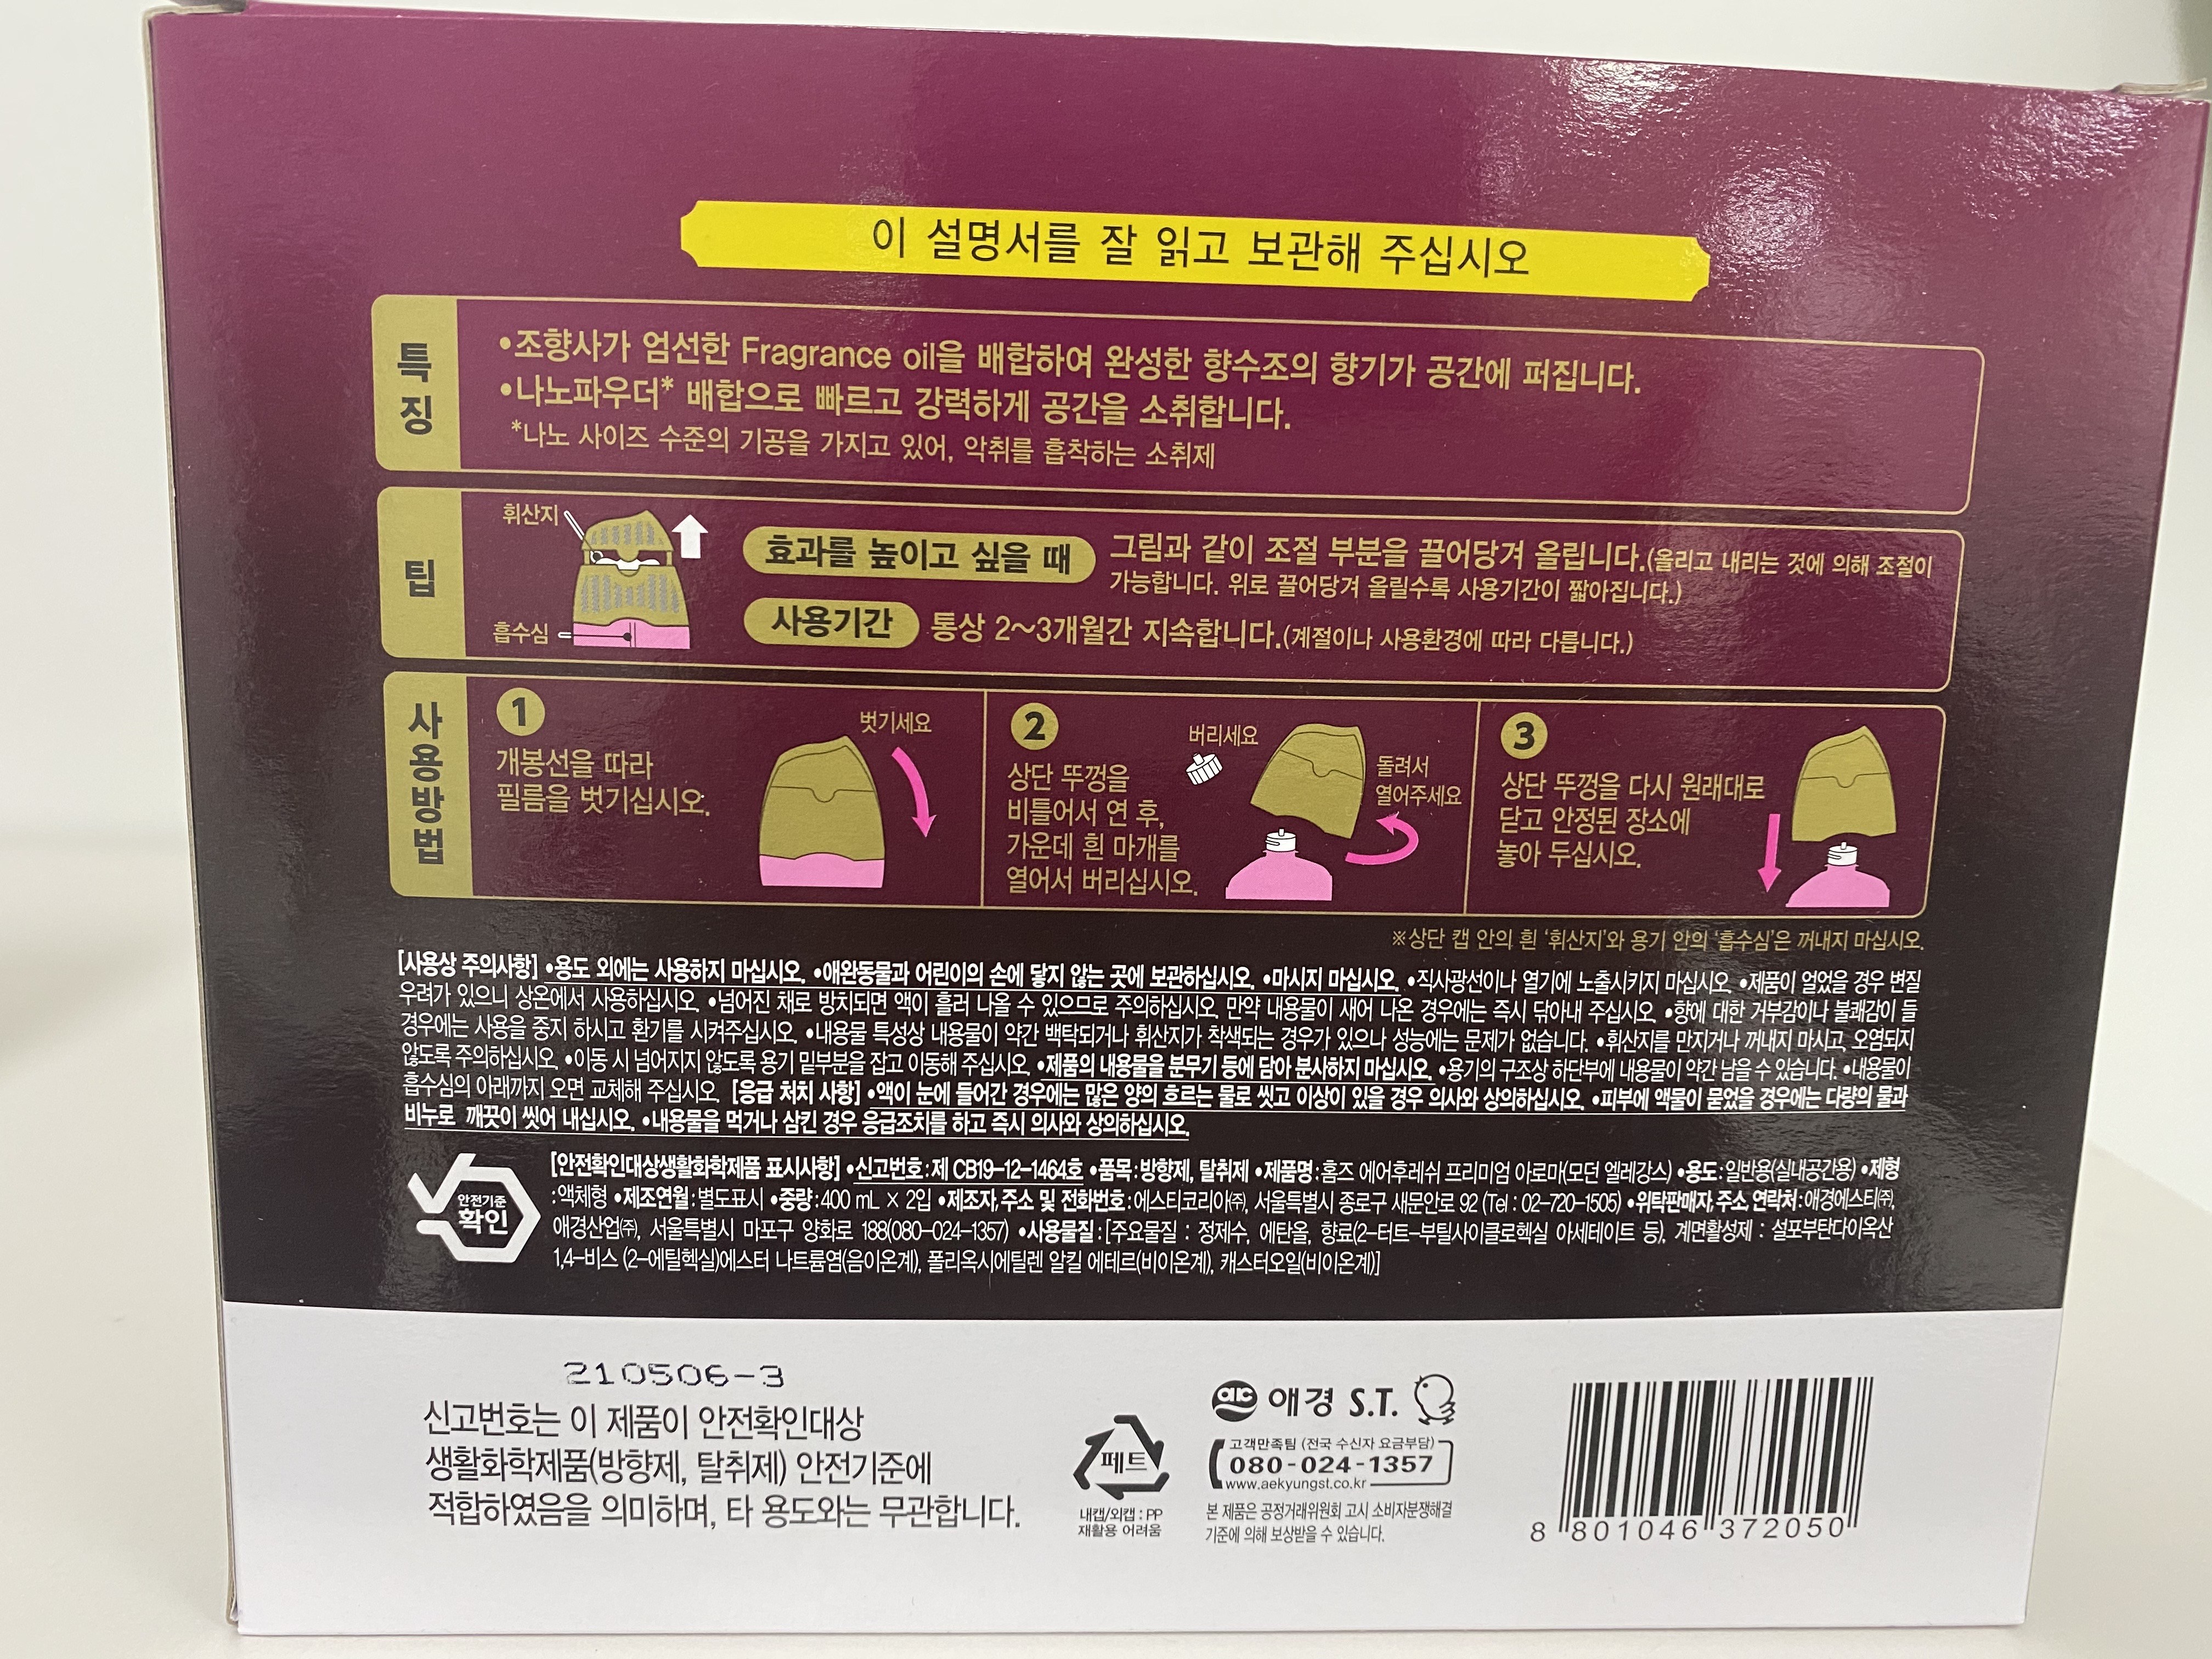 이 설명서를 잘 읽고 보관해 주십시오
특징
•조향사가 엄선한 Fragrance oil을 배합하여 완성한 향수조의 향기가 공간에 퍼집니다.
•나노파우더* 배합으로 빠르고 강력하게 공간을 소취합니다.
*나노 사이즈 수준의 기공을 가지고 있어, 악취를 흡착하는 소취제
팁
휘산지
흡수심
효과를 높이고 싶을 때 그림과 같이 조절 부분을 끌어당겨 올립니다.(올리고 내리는 것에 의해 조절이
가능합니다. 위로 끌어당겨 올릴수록 사용기간이 짧아집니다.)
사용기간 통상 2~3개월간 지속합니다.(계절이나 사용환경에 따라 다릅니다.)
사용방법
1
개봉선을 따라
필름을 벗기십시오.
벗기세요
2
상단 뚜껑을
비틀어서 연 후,
가운데 흰 마개를
열어서 버리십시오.
버리세요
돌려서
열어주세요
3
상단 뚜껑을 다시 원래대로
닫고 안정된 장소에
놓아 두십시오.
※상단 캡 안의 흰 '휘산지'와 용기 안의 '흡수심'은 꺼내지 마십시오.
[사용상 주의사항] •용도 외에는 사용하지 마십시오. •애완동물과 어린이의 손에 닿지 않는 곳에 보관하십시오. •마시지 마십시오. •직사광선이나 열기에 노출시키지 마십시오. •제품이 얼었을 경우 변질
우려가 있으니 상온에서 사용하십시오. •넘어진 채로 방치되면 액이 흘러 나올 수 있으므로 주의하십시오. 만약 내용물이 새어 나온 경우에는 즉시 닦아내 주십시오. •향에 대한 거부감이나 불쾌감이 들
경우에는 사용을 중지 하시고 환기를 시켜주십시오. •내용물 특성상 내용물이 약간 백탁되거나 휘산지가 착색되는 경우가 있으나 성능에는 문제가 없습니다. •휘산지를 만지거나 꺼내지 마시고, 오염되지
않도록 주의하십시오. •이동 시 넘어지지 않도록 용기 밑부분을 잡고 이동해 주십시오. •제품의 내용물을 분무기 등에 담아 분사하지 마십시오. •용기의 구조상 하단부에 내용물이 약간 남을 수 있습니다. •내용물이
흡수심의 아래까지 오면 교체해 주십시오. [응급 처치 사항] •액이 눈에 들어간 경우에는 많은 양의 흐르는 물로 씻고 이상이 있을 경우 의사와 상의하십시오. •피부에 액물이 묻었을 경우에는 다량의 물과
비누로 깨끗이 씻어 내십시오. •내용물을 먹거나 삼킨 경우 응급조치를 하고 즉시 의사와 상의하십시오.
안전기준
확인
[안전확인대상생활화학제품 표시사항] •신고번호:제 CB19-12-1464호 •품목:방향제, 탈취제 •제품명:홈즈 에어후레쉬 프리미엄 아로마(모던 엘레강스) •용도:일반용(실내공간용) •제형
:액체형 •제조연월:별도표시 •중량:400 mL × 2입 •제조자,주소 및 전화번호:에스티코리아㈜, 서울특별시 종로구 새문안로 92 (Tel : 02-720-1505) •위탁판매자,주소,연락처:애경에스티㈜,
애경산업㈜, 서울특별시 마포구 양화로 188(080-024-1357) •사용물질:[주요물질 : 정제수, 에탄올, 향료(2-터트-부틸사이클로헥실 아세테이트 등), 계면활성제 : 설포부탄다이옥산
1,4-비스 (2-에틸헥실)에스터 나트륨염(음이온계), 폴리옥시에틸렌 알킬 에테르(비이온계), 캐스터오일(비이온계)]
210506-3
신고번호는 이 제품이 안전확인대상
생활화학제품(방향제, 탈취제) 안전기준에
적합하였음을 의미하며, 타 용도와는 무관합니다.
페트
내캡/외캡 : PP
재활용 어려움
애경 S.T.
고객만족팀 (전국 수신자 요금부담)
080-024-1357
www.aekyungst.co.kr
본 제품은 공정거래위원회 고시 소비자분쟁해결
기준에 의해 보상받을 수 있습니다.
8 801046 372050